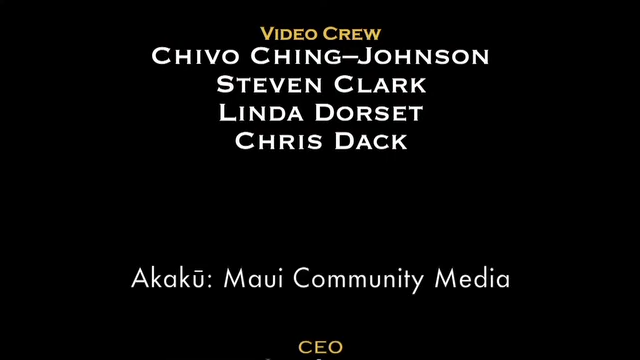 Video Crew
Chivo Ching–Johnson
Steven Clark
Linda Dorset
Chris Dack
Akakū: Maui Community Media
CEO